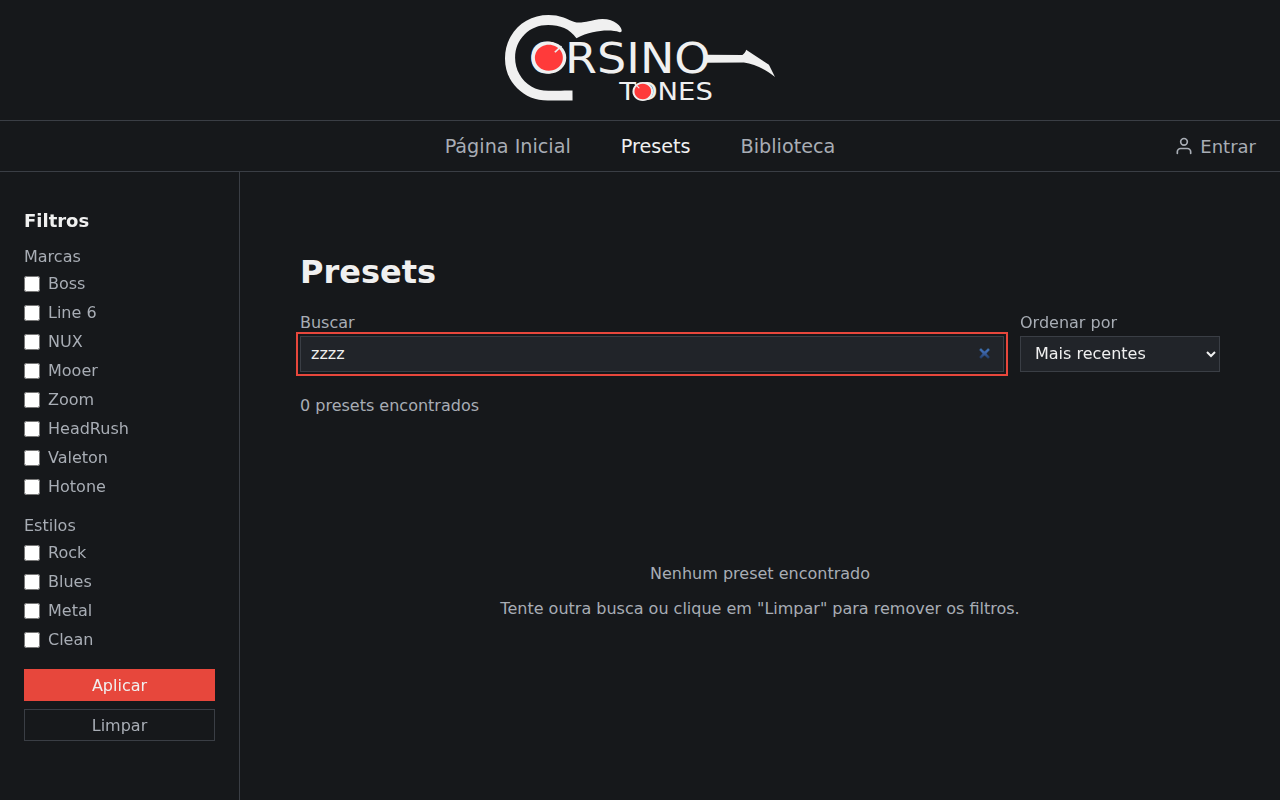 CORSINO
TONES
Página Inicial
Presets
Biblioteca
Entrar
Filtros
Marcas
Boss
Line 6
NUX
Mooer
Zoom
HeadRush
Valeton
Hotone
Estilos
Rock
Blues
Metal
Clean
Aplicar
Limpar
Presets
Buscar
zzzz
Ordenar por
Mais recentes
0 presets encontrados
Nenhum preset encontrado
Tente outra busca ou clique em "Limpar" para remover os filtros.